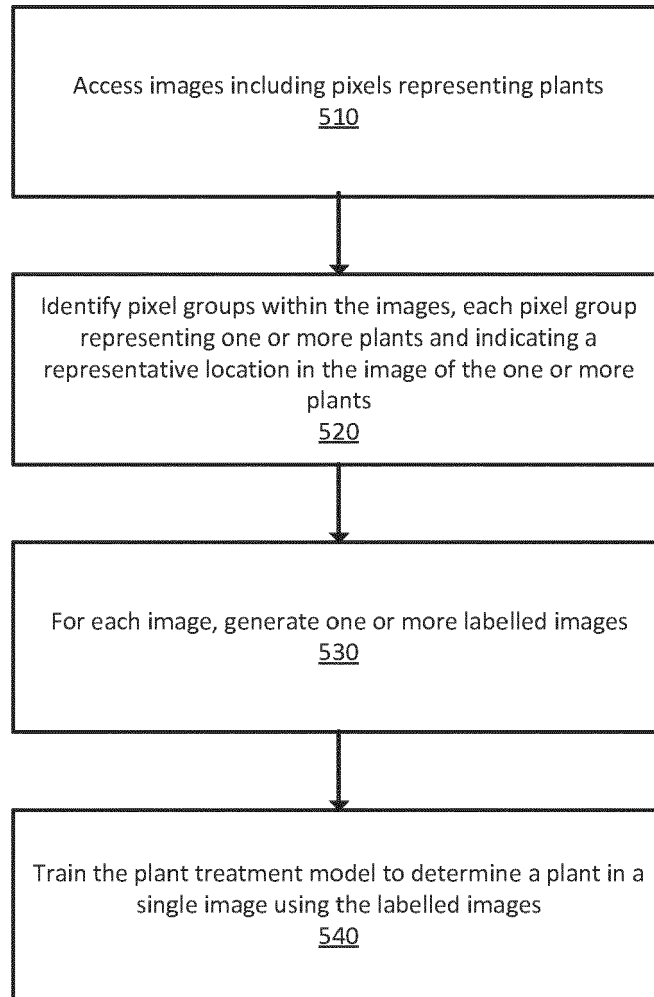 Access images including pixels representing plants
510
Identify pixel groups within the images, each pixel group
representing one or more plants and indicating a
representative location in the image of the one or more
plants
520
For each image, generate one or more labelled images
530
Train the plant treatment model to determine a plant in a
single image using the labelled images
540